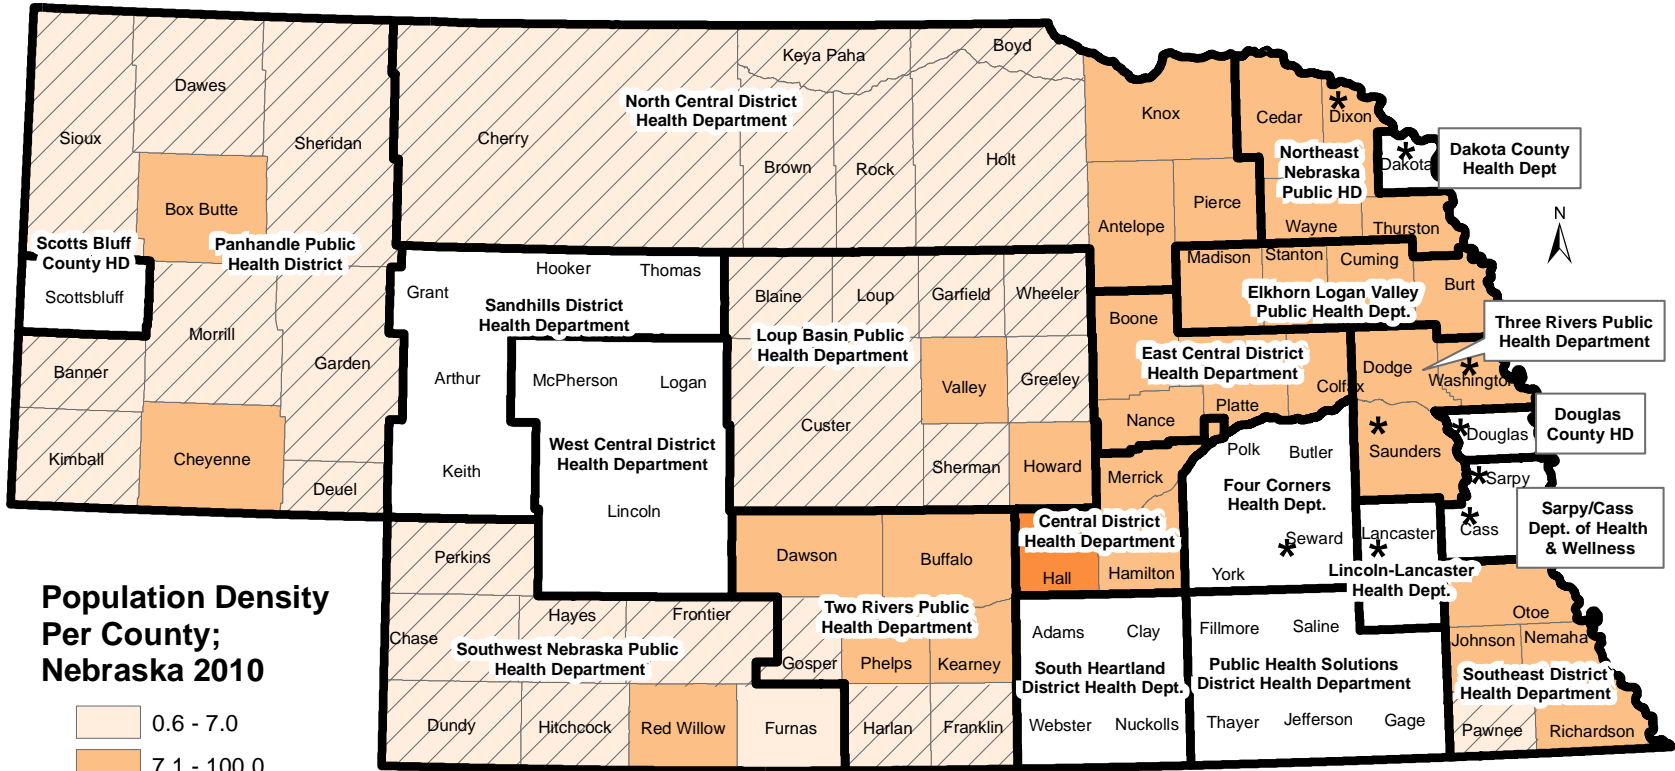 Keya Paha
Boyd
Dawes
North Central District
Health Department
Knox
Cedar
*
Dixon
Sioux
Sheridan
Cherry
Brown
Rock
Holt
Northeast
Nebraska
Public HD
*
Dakota
Dakota County
Health Dept
Box Butte
Pierce
Antelope
Wayne
Thurston
N
Scotts Bluff
County HD
Panhandle Public
Health District
Hooker
Thomas
Madison
Stanton
Cuming
Scottsbluff
Grant
Sandhills District
Health Department
Blaine
Loup
Garfield
Wheeler
Elkhorn Logan Valley
Public Health Dept.
Burt
Boone
Morrill
Garden
Loup Basin Public
Health Department
East Central District
Health Department
Three Rivers Public
Health Department
Banner
Arthur
McPherson
Logan
Valley
Greeley
Colfax
Dodge
*
Washington
Platte
Nance
Custer
Kimball
Cheyenne
Deuel
Keith
West Central District
Health Department
Lincoln
Sherman
Howard
Merrick
Polk
Butler
Four Corners
Health Dept.
*
Saunders
*
Douglas
Douglas
County HD
*
Sarpy
*
Cass
Sarpy/Cass
Dept. of Health
& Wellness
Perkins
Dawson
Buffalo
Central District
Health Department
Hall
Hamilton
Seward
*
York
Lancaster
*
Lincoln-Lancaster
Health Dept.
Population Density
Per County;
Nebraska 2010
Chase
Hayes
Frontier
Southwest Nebraska Public
Health Department
Two Rivers Public
Health Department
Gosper
Phelps
Kearney
Adams
Clay
South Heartland
District Health Dept.
Fillmore
Saline
Public Health Solutions
District Health Department
Otoe
Johnson
Nemaha
Southeast District
Health Department
0.6 - 7.0
7.1 - 100.0
Dundy
Hitchcock
Red Willow
Furnas
Harlan
Franklin
Webster
Nuckolls
Thayer
Jefferson
Gage
Pawnee
Richardson